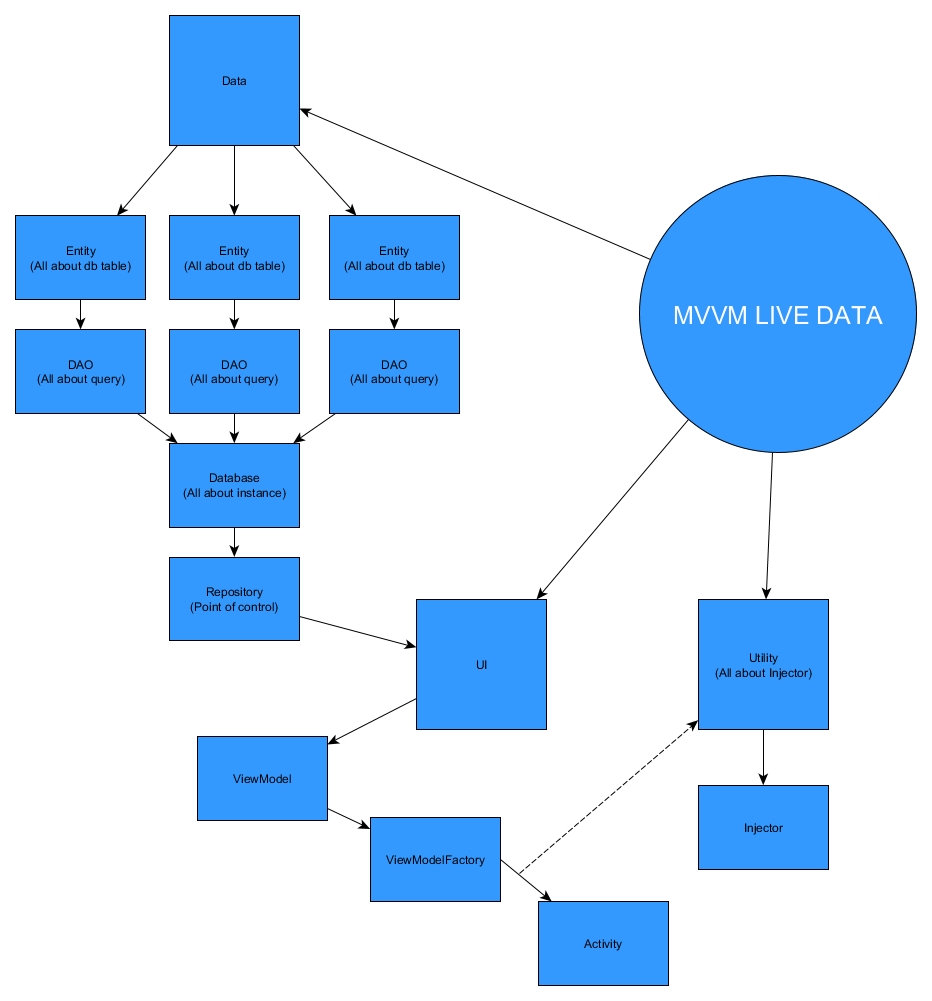 Data
Entity
(All about db table)
Entity
(All about db table)
Entity
(All about db table)
MVVM LIVE DATA
DAO
(All about query)
DAO
(All about query)
DAO
(All about query)
Database
(All about instance)
Repository
(Point of control)
UI
Utility
(All about Injector)
ViewModel
Injector
ViewModelFactory
Activity